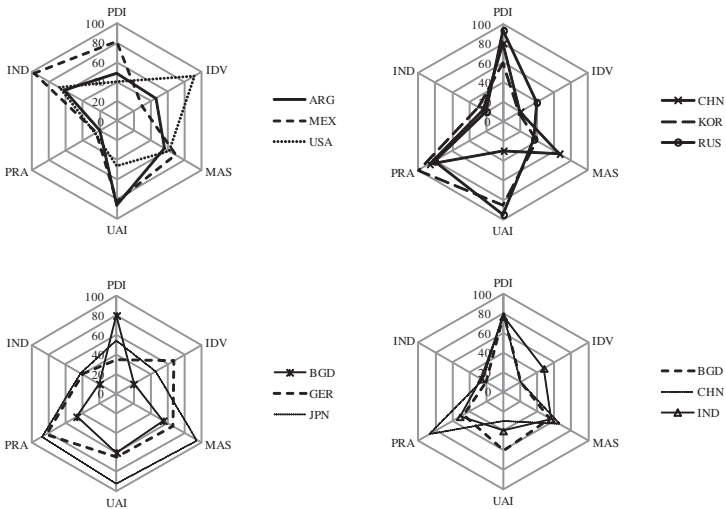 PDI
100
80
60
40
20
0
IDV
MAS
UAI
PRA
IND
ARG
MEX
USA
PDI
100
80
60
40
20
0
IDV
MAS
UAI
PRA
IND
CHN
KOR
RUS
PDI
100
80
60
40
20
0
IDV
MAS
UAI
PRA
IND
BGD
GER
JPN
PDI
100
80
60
40
20
0
IDV
MAS
UAI
PRA
IND
BGD
CHN
IND